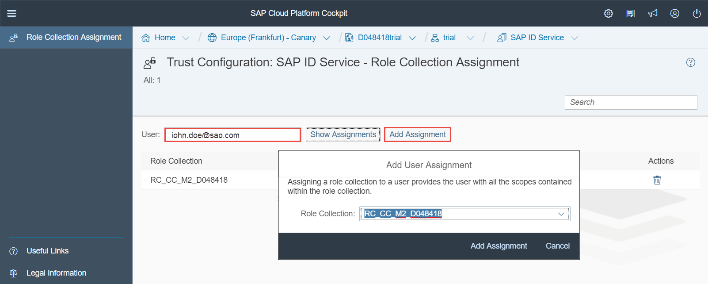 SAP Cloud Platform Cockpit
Role Collection Assignment
Home / Europe (Frankfurt) - Canary / D048418trial / trial / SAP ID Service
Trust Configuration: SAP ID Service - Role Collection Assignment
All: 1
Search
User: john.doe@sap.com Show Assignments Add Assignment
Role Collection Actions
RC_CC_M2_D048418
Add User Assignment
Assigning a role collection to a user provides the user with all the scopes contained
within the role collection.
Role Collection: RC_CC_M2_D048418
Add Assignment Cancel
Useful Links
Legal Information